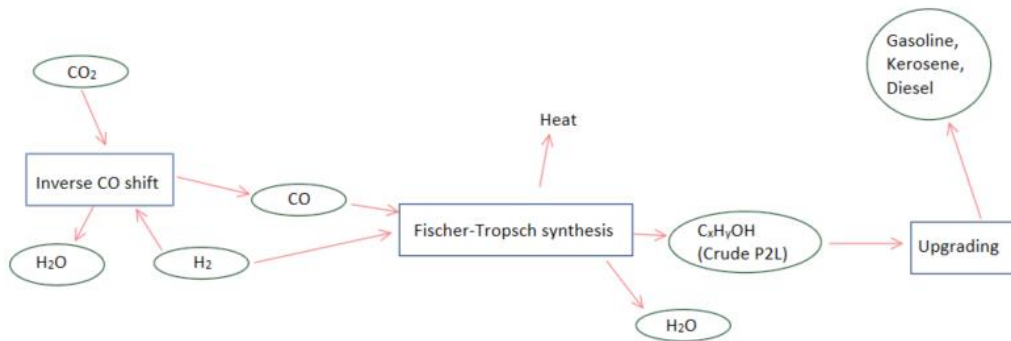 CO₂
Inverse CO shift
H₂O
H₂
CO
Heat
Fischer-Tropsch synthesis
H₂O
CₓHᵧOH
(Crude P2L)
Upgrading
Gasoline,
Kerosene,
Diesel